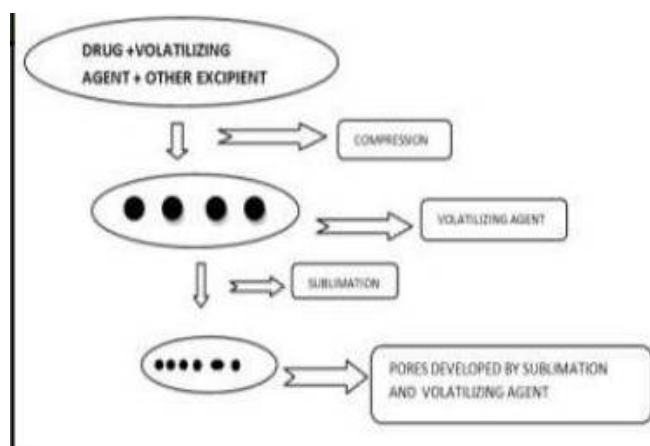 DRUG +VOLATILIZING
AGENT + OTHER EXCIPIENT
COMPRESSION
VOLATILIZING AGENT
SUBLIMATION
PORES DEVELOPED BY SUBLIMATION
AND VOLATILIZING AGENT